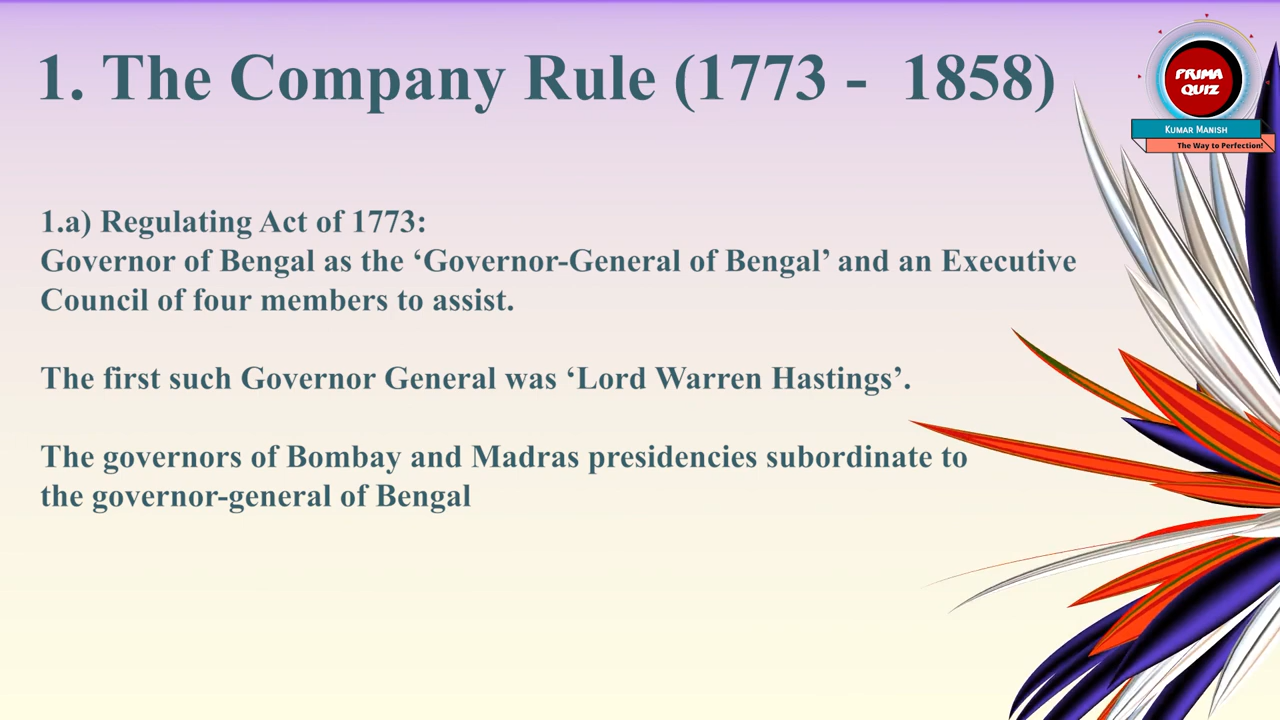 1. The Company Rule (1773 -  1858)
PRIMA
QUIZ
KUMAR MANISH
The Way to Perfection!
1.a) Regulating Act of 1773:
Governor of Bengal as the ‘Governor-General of Bengal’ and an Executive
Council of four members to assist.
The first such Governor General was ‘Lord Warren Hastings’.
The governors of Bombay and Madras presidencies subordinate to
the governor-general of Bengal